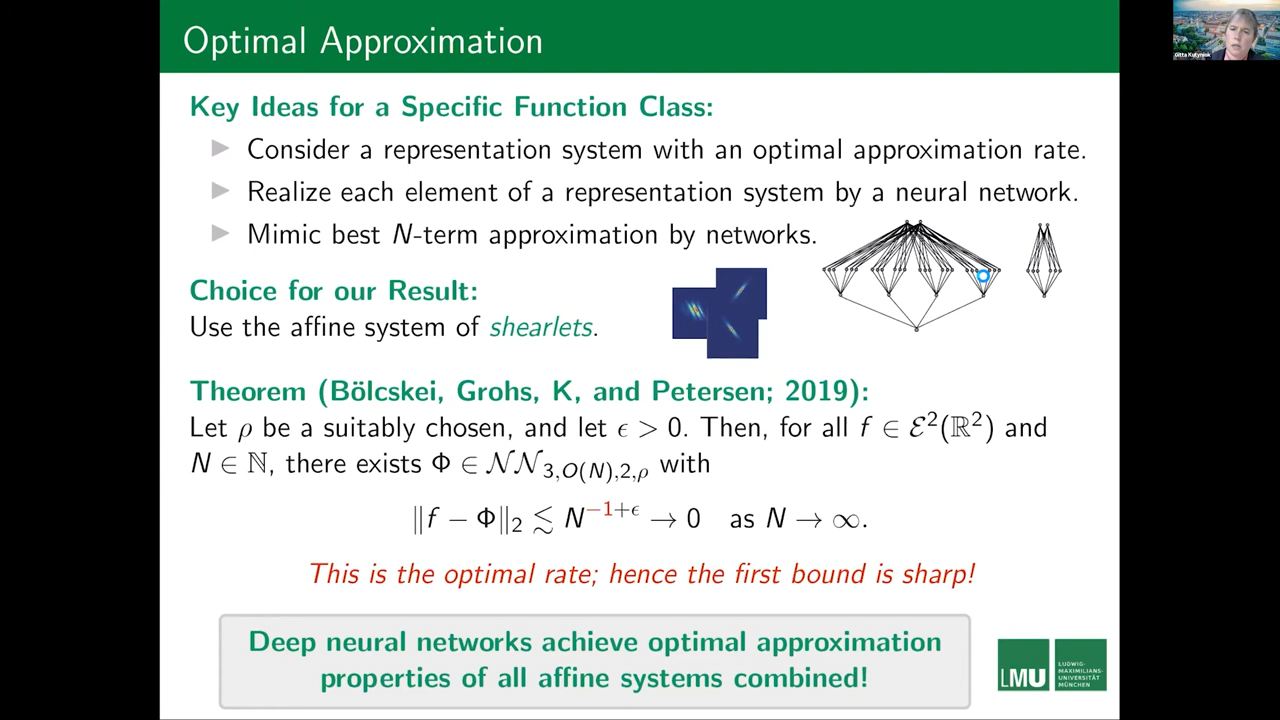 Optimal Approximation
Gitta Kutyniok
Key Ideas for a Specific Function Class:
Consider a representation system with an optimal approximation rate.
Realize each element of a representation system by a neural network.
Mimic best N-term approximation by networks.
Choice for our Result:
Use the affine system of shearlets.
Theorem (Bölcskei, Grohs, K, and Petersen; 2019):
Let ρ be a suitably chosen, and let ϵ > 0. Then, for all f ∈ ℰ²(ℝ²) and
N ∈ ℕ, there exists Φ ∈ 𝒩𝒩₃,O(N),2,ρ with
‖f − Φ‖₂ ≲ N^{−1+ϵ} → 0 as N → ∞.
This is the optimal rate; hence the first bound is sharp!
Deep neural networks achieve optimal approximation
properties of all affine systems combined!
LMU
LUDWIG-
MAXIMILIANS-
UNIVERSITÄT
MÜNCHEN